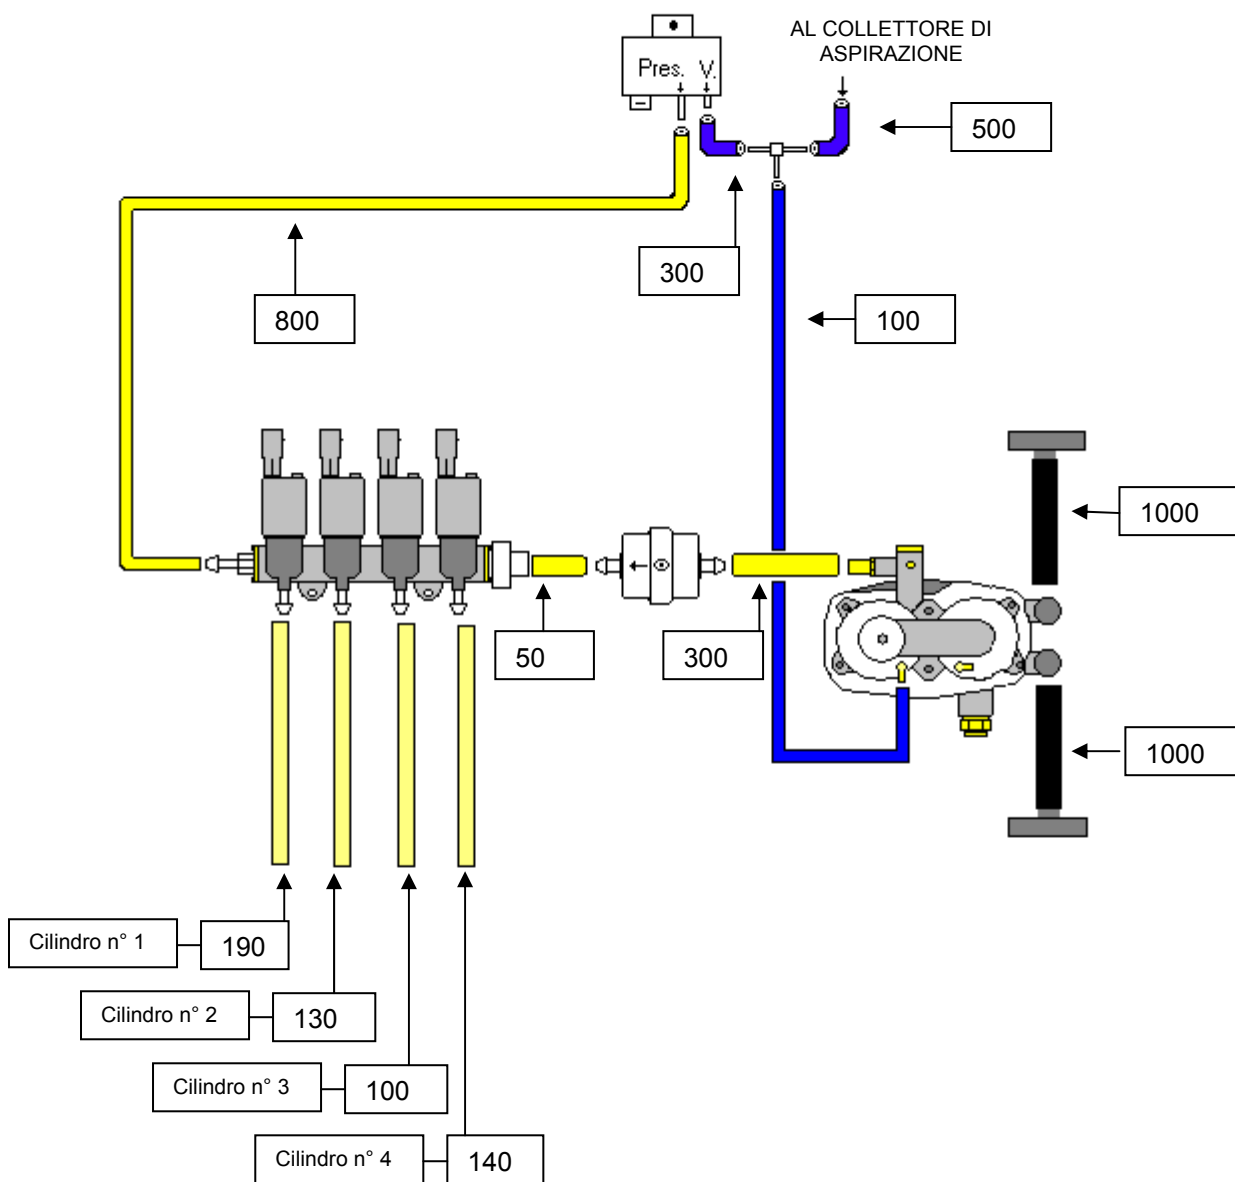 AL COLLETTORE DI
ASPIRAZIONE
Pres. V.
500
300
800
100
1000
50
300
1000
Cilindro n° 1
190
Cilindro n° 2
130
Cilindro n° 3
100
Cilindro n° 4
140